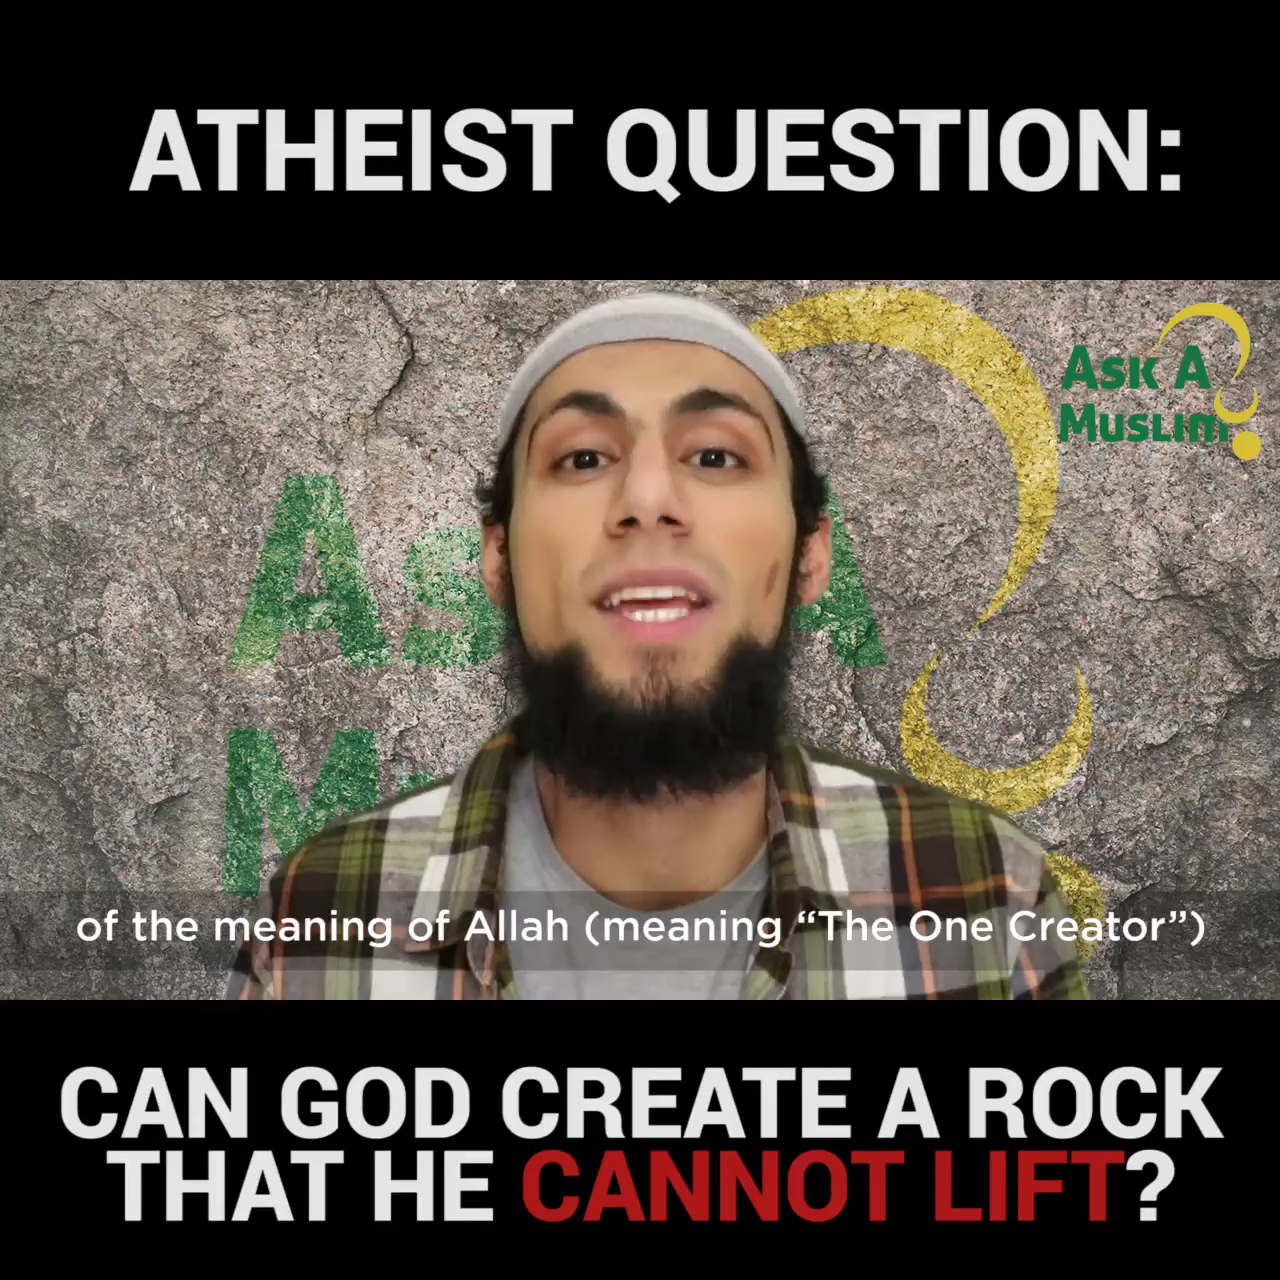 ATHEIST QUESTION:
ASK A
MUSLIM
AS A
M
of the meaning of Allah (meaning “The One Creator”)
CAN GOD CREATE A ROCK
THAT HE CANNOT LIFT?